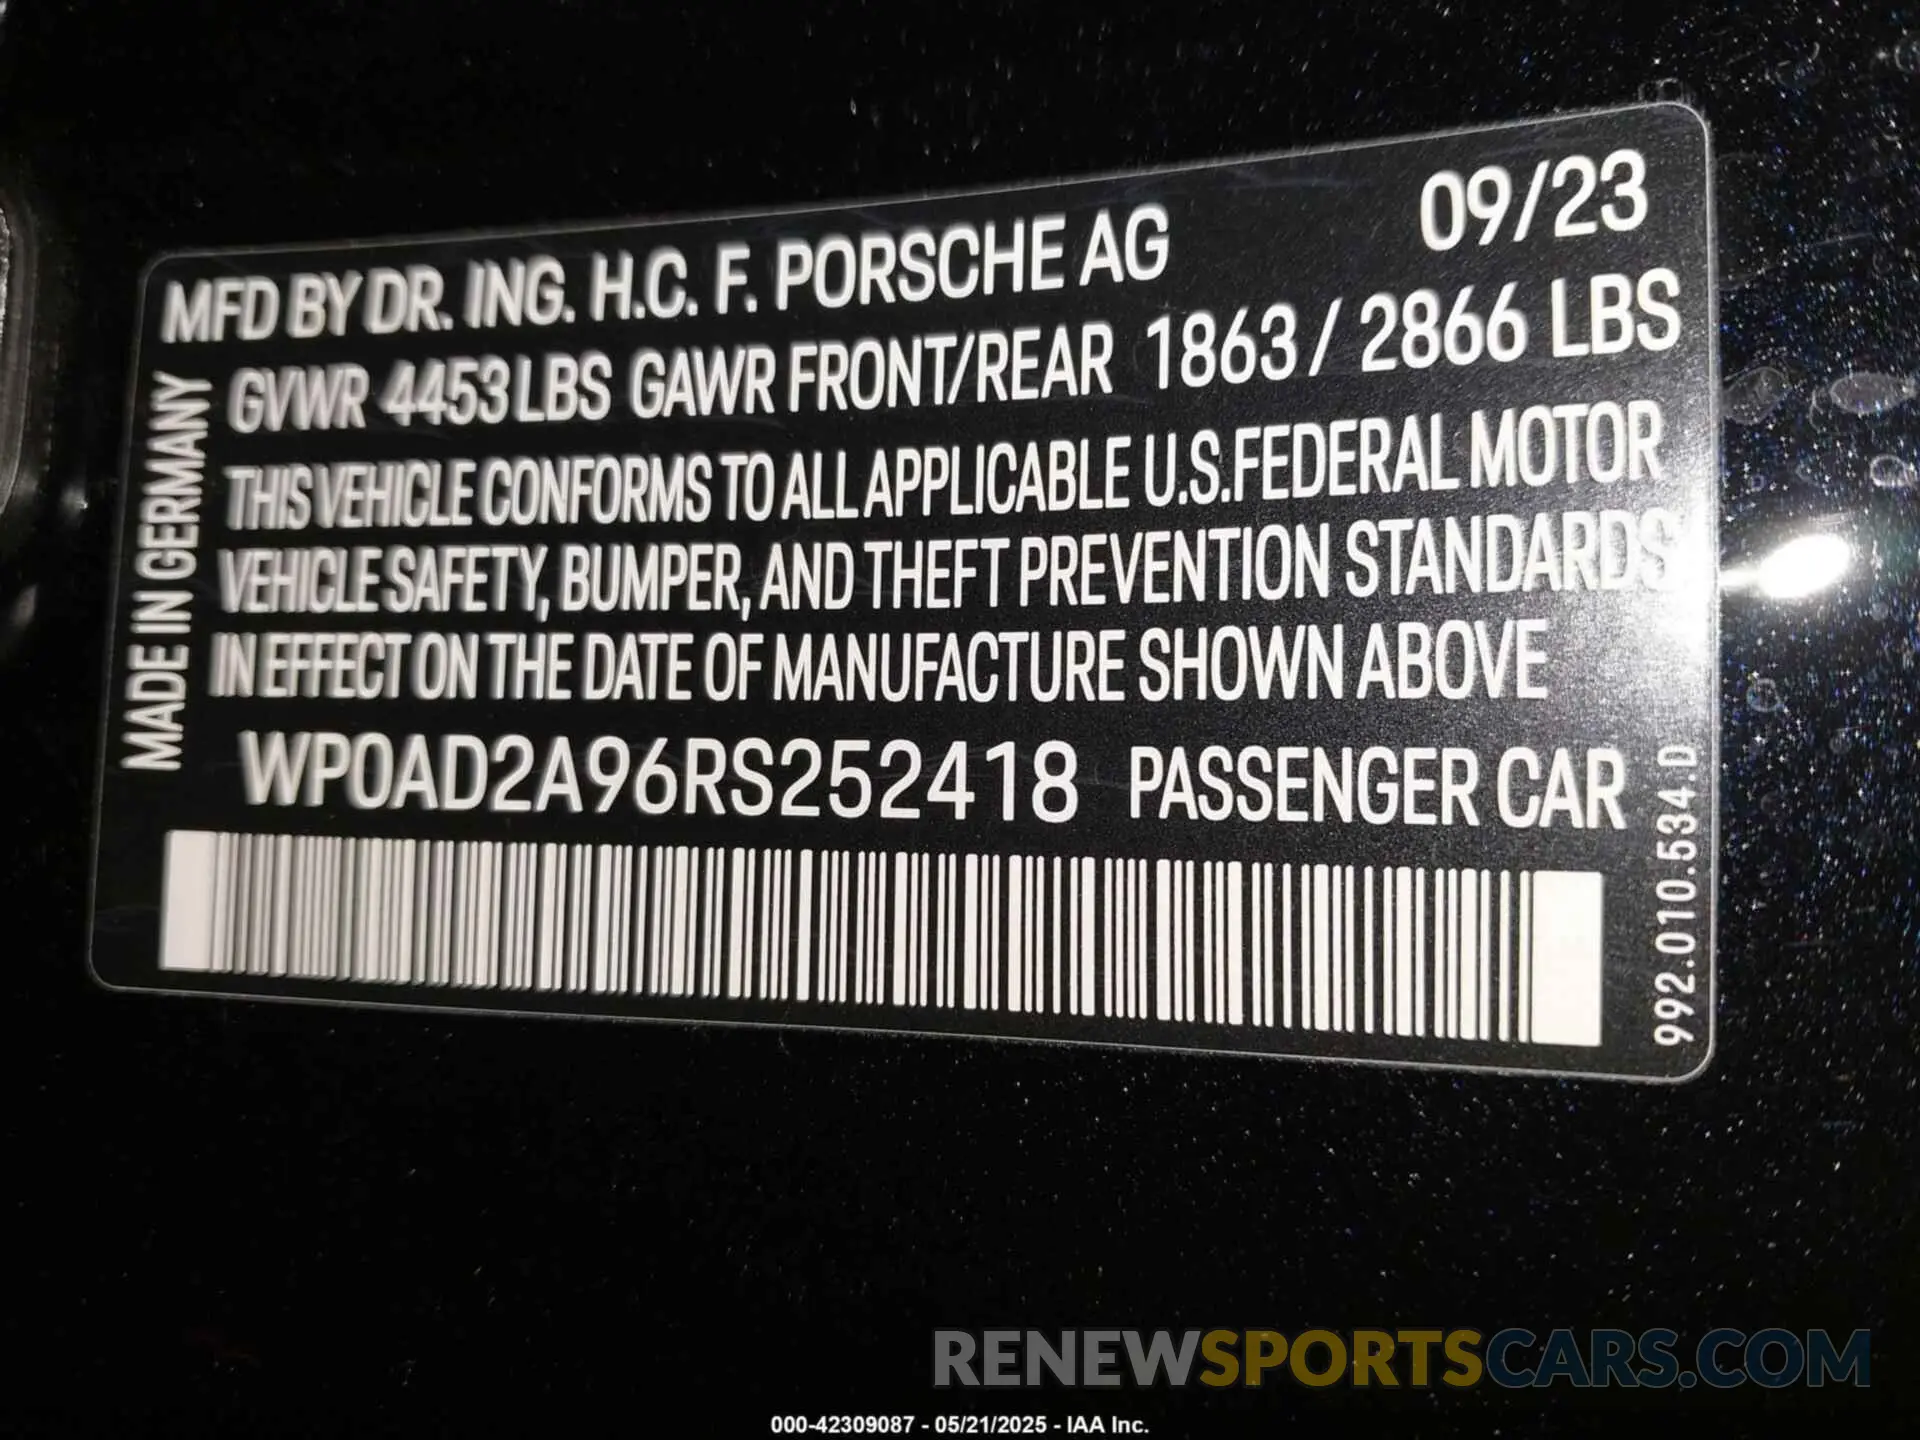 09/23
MFD BY DR. ING. H.C. F. PORSCHE AG
GVWR 4453 LBS GAWR FRONT/REAR 1863 / 2866 LBS
THIS VEHICLE CONFORMS TO ALL APPLICABLE U.S.FEDERAL MOTOR
VEHICLE SAFETY, BUMPER, AND THEFT PREVENTION STANDARDS
IN EFFECT ON THE DATE OF MANUFACTURE SHOWN ABOVE
WP0AD2A96RS252418 PASSENGER CAR
MADE IN GERMANY
992.010.534.D
RENEWSPORTSCARS.COM
000-42309087 - 05/21/2025 - IAA Inc.